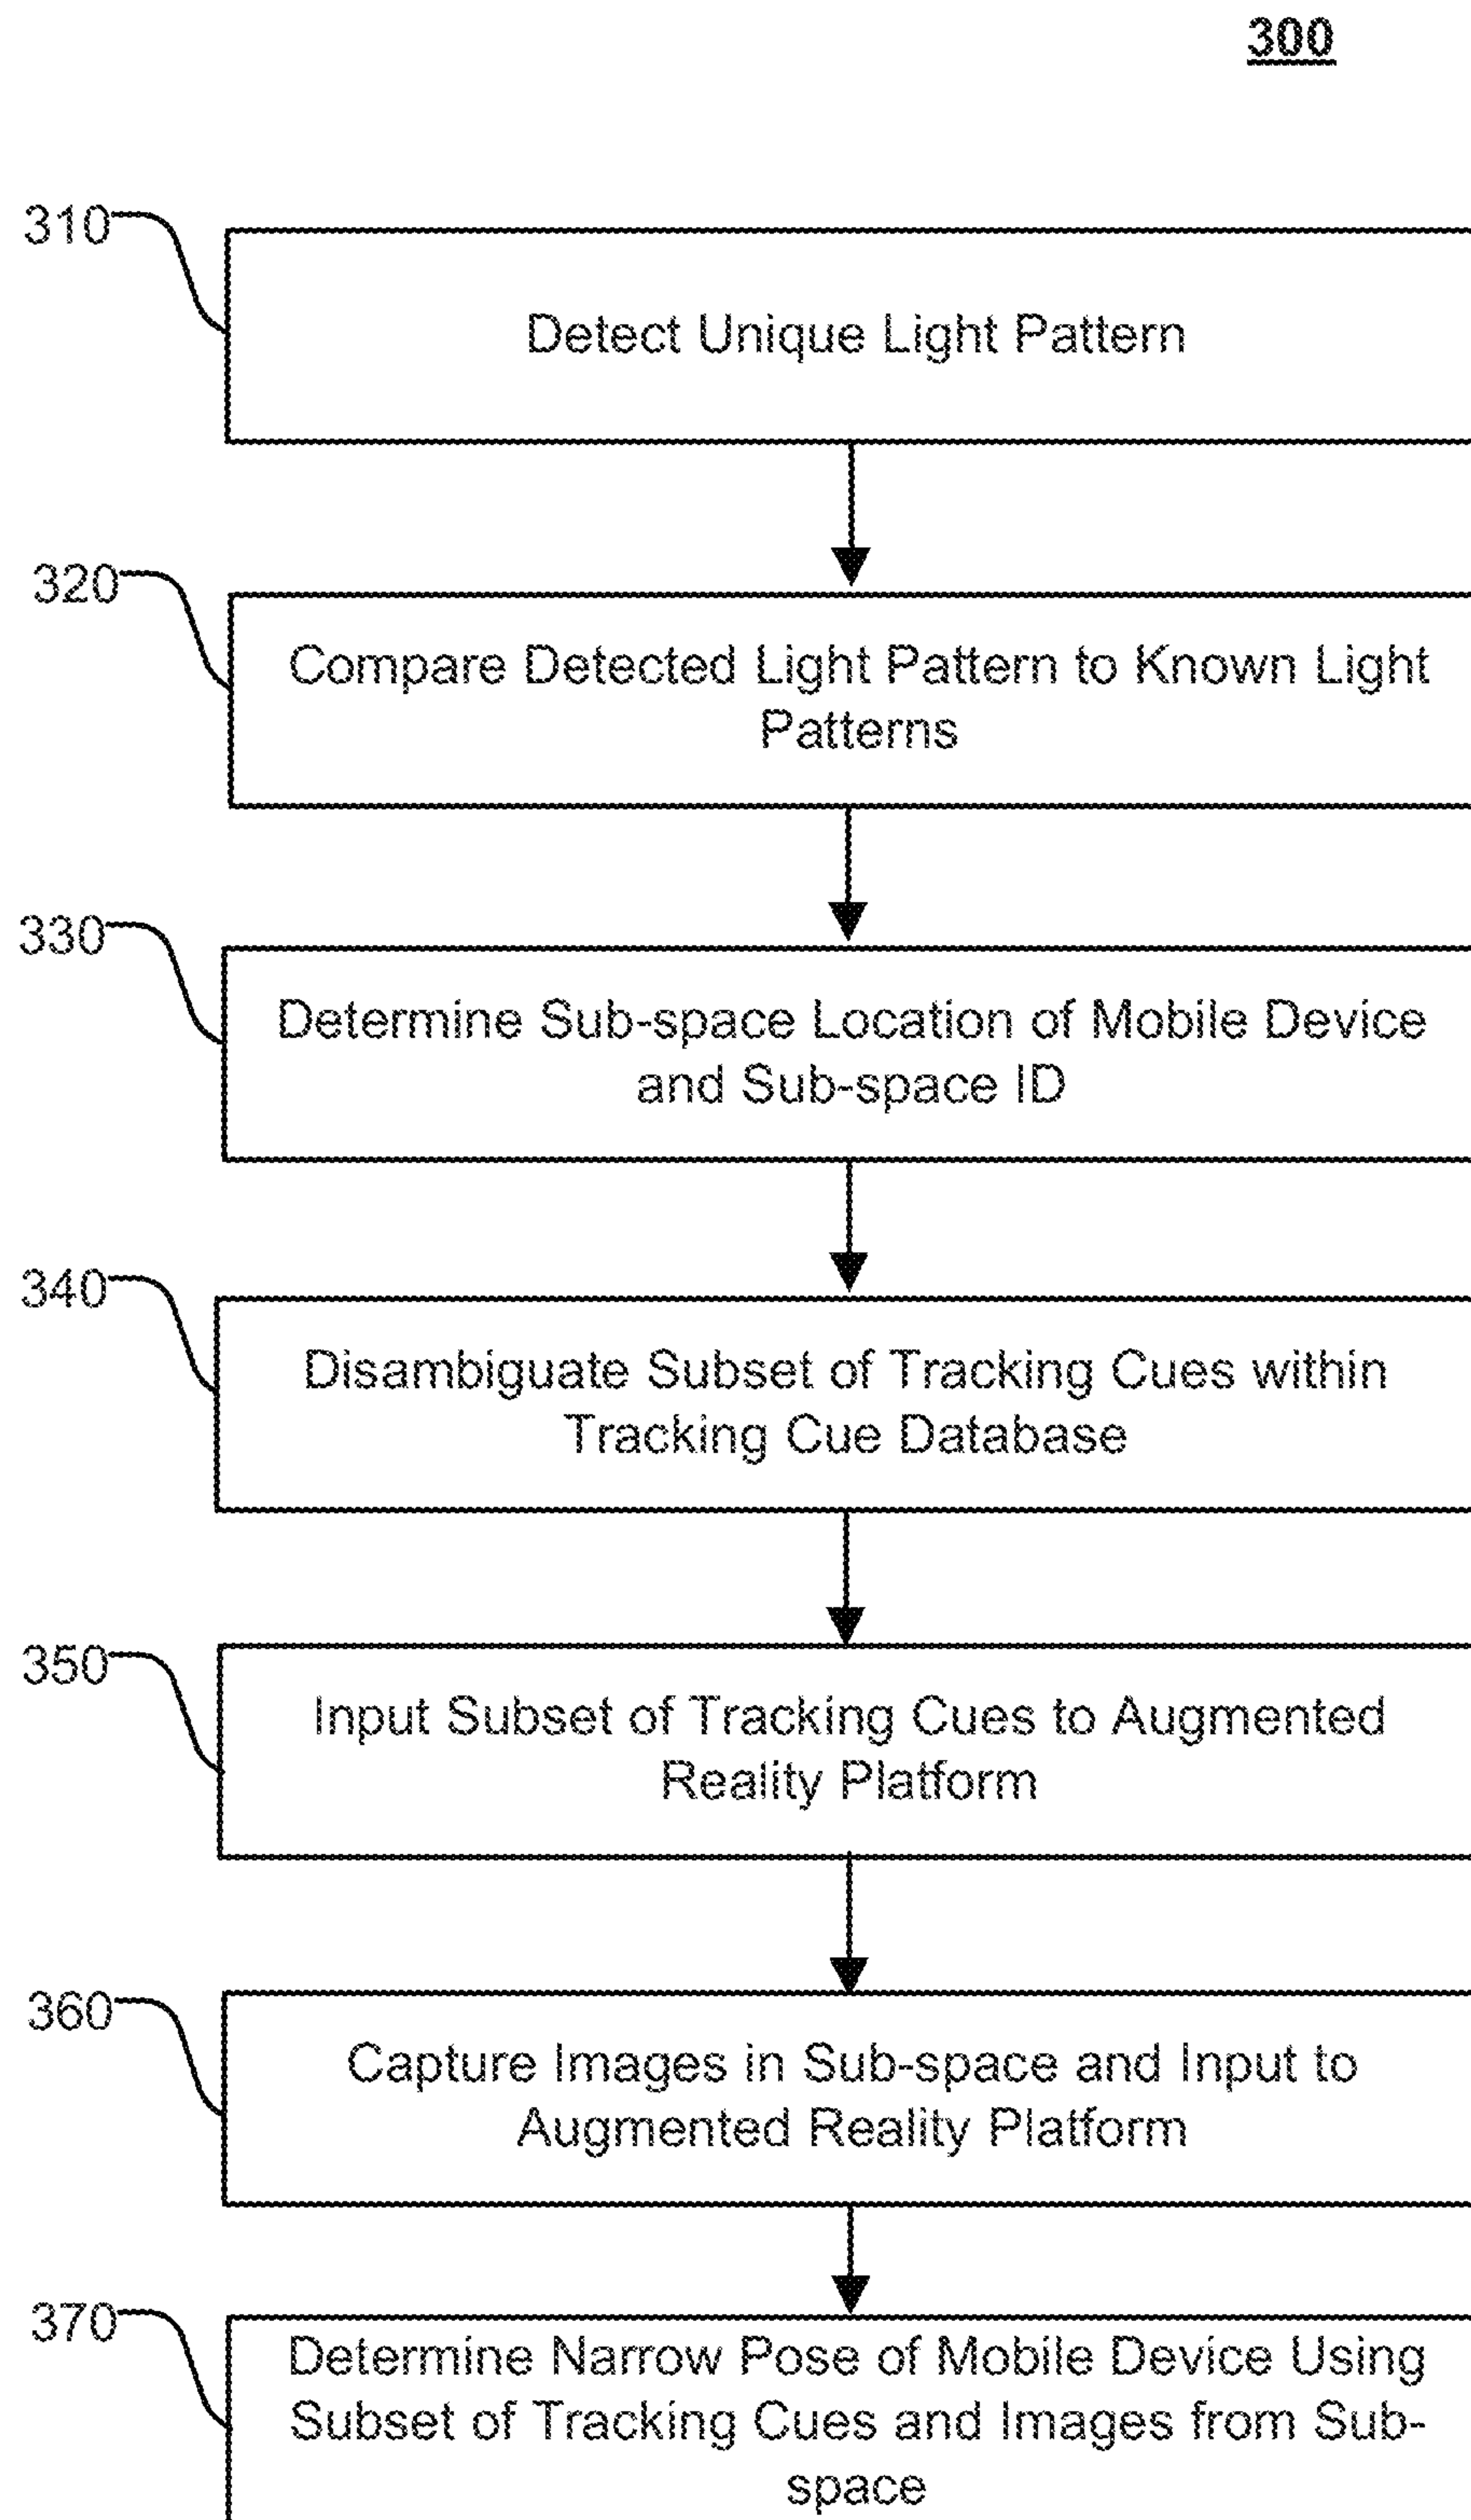 300
310
Detect Unique Light Pattern
320
Compare Detected Light Pattern to Known Light
Patterns
330
Determine Sub-space Location of Mobile Device
and Sub-space ID
340
Disambiguate Subset of Tracking Cues within
Tracking Cue Database
350
Input Subset of Tracking Cues to Augmented
Reality Platform
360
Capture Images in Sub-space and Input to
Augmented Reality Platform
370
Determine Narrow Pose of Mobile Device Using
Subset of Tracking Cues and Images from Sub-
space